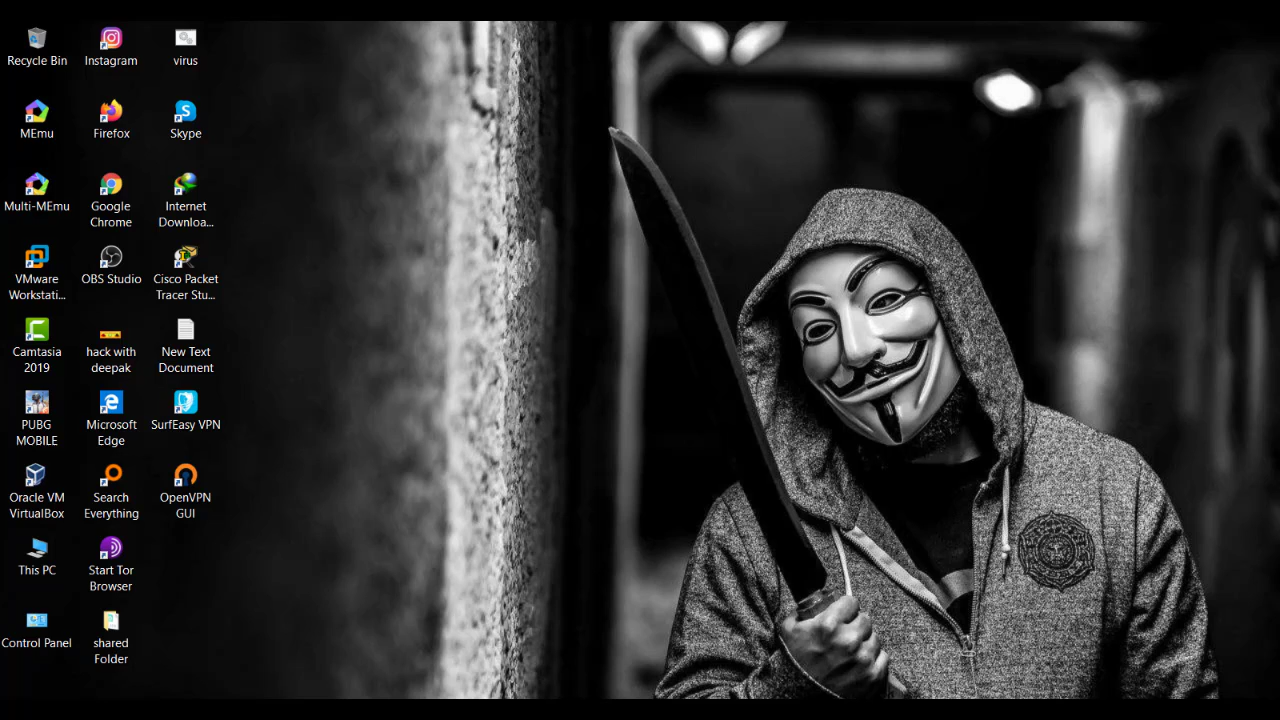 Recycle Bin
Instagram
virus
MEmu
Firefox
Skype
Multi-MEmu
Google
Chrome
Internet
Downloa...
VMware
Workstati...
OBS Studio
Cisco Packet
Tracer Stu...
Camtasia
2019
hack with
deepak
New Text
Document
PUBG
MOBILE
Microsoft
Edge
SurfEasy VPN
Oracle VM
VirtualBox
Search
Everything
OpenVPN
GUI
This PC
Start Tor
Browser
Control Panel
shared
Folder